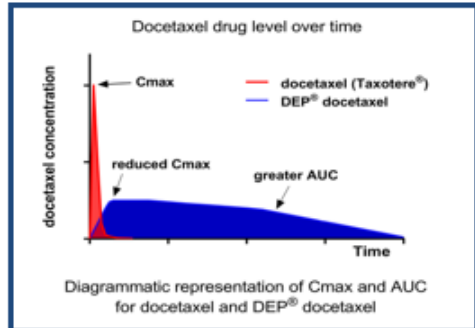 Docetaxel drug level over time
Cmax
docetaxel (Taxotere®)
DEP® docetaxel
docetaxel concentration
reduced Cmax
greater AUC
Time
Diagrammatic representation of Cmax and AUC
for docetaxel and DEP® docetaxel